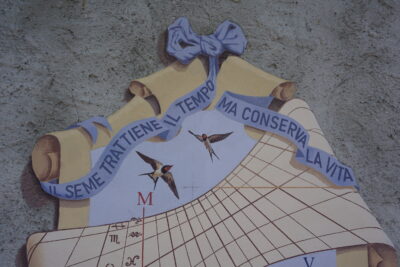 IL SEME TRATTIENE IL TEMPO MA CONSERVA LA VITA
M
♏
♎
V